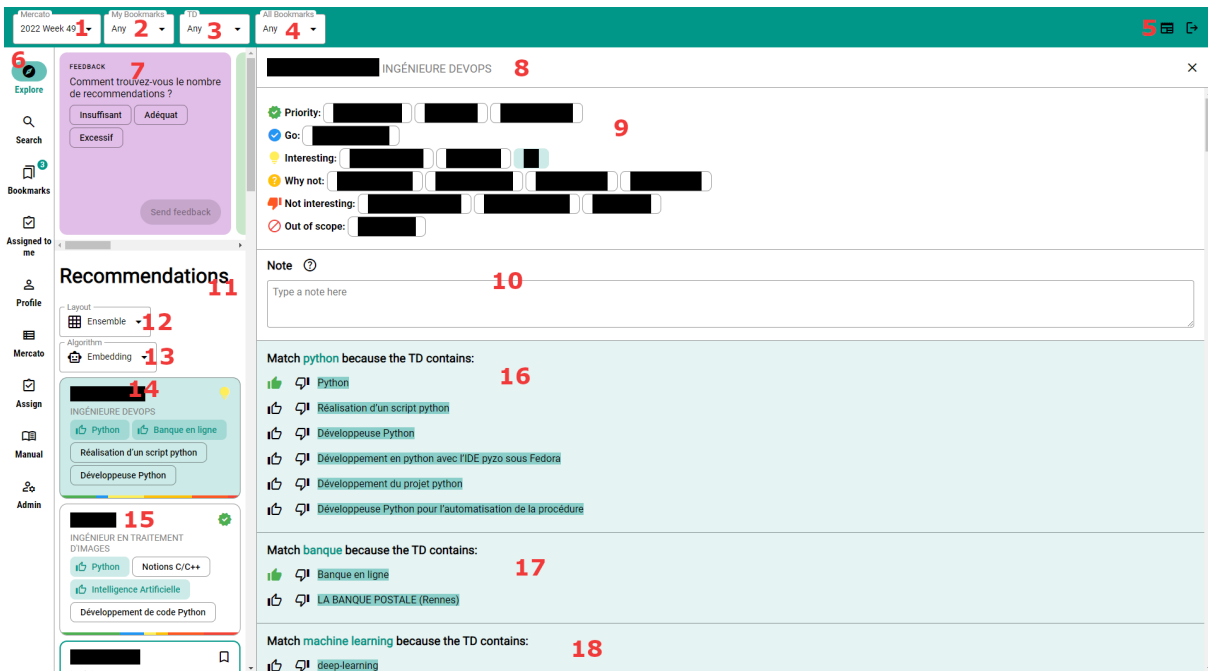 Mercato
My Bookmarks
TD
All Bookmarks
2022 Week 49
1
Any
2
Any
3
Any
4
5
6
Explore
Search
3
Bookmarks
Assigned to
me
Profile
Mercato
Assign
Manual
Admin
FEEDBACK
7
Comment trouvez-vous le nombre
de recommendations ?
Insuffisant
Adéquat
Excessif
Send feedback
Recommendations
11
Layout
Ensemble
12
Algorithm
Embedding
13
14
INGÉNIEURE DEVOPS
Python
Banque en ligne
Réalisation d'un script python
Développeuse Python
15
INGÉNIEUR EN TRAITEMENT
D'IMAGES
Python
Notions C/C++
Intelligence Artificielle
Développement de code Python
INGÉNIEURE DEVOPS
8
Priority:
9
Go:
Interesting:
Why not:
Not interesting:
Out of scope:
Note
10
Type a note here
Match python because the TD contains:
16
Python
Réalisation d'un script python
Développeuse Python
Développement en python avec l'IDE pyzo sous Fedora
Développement du projet python
Développeuse Python pour l'automatisation de la procédure
Match banque because the TD contains:
17
Banque en ligne
LA BANQUE POSTALE (Rennes)
Match machine learning because the TD contains:
18
deep-learning